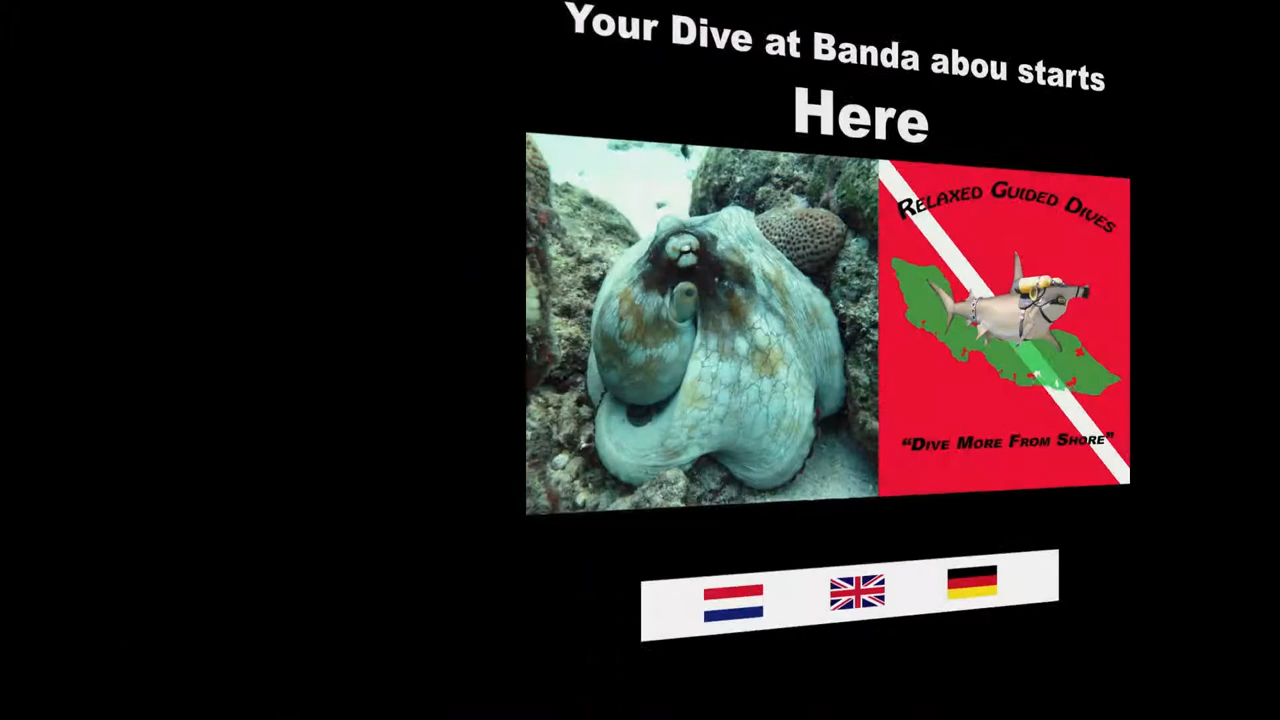 Your Dive at Banda abou starts
Here
RELAXED GUIDED DIVES
“DIVE MORE FROM SHORE”